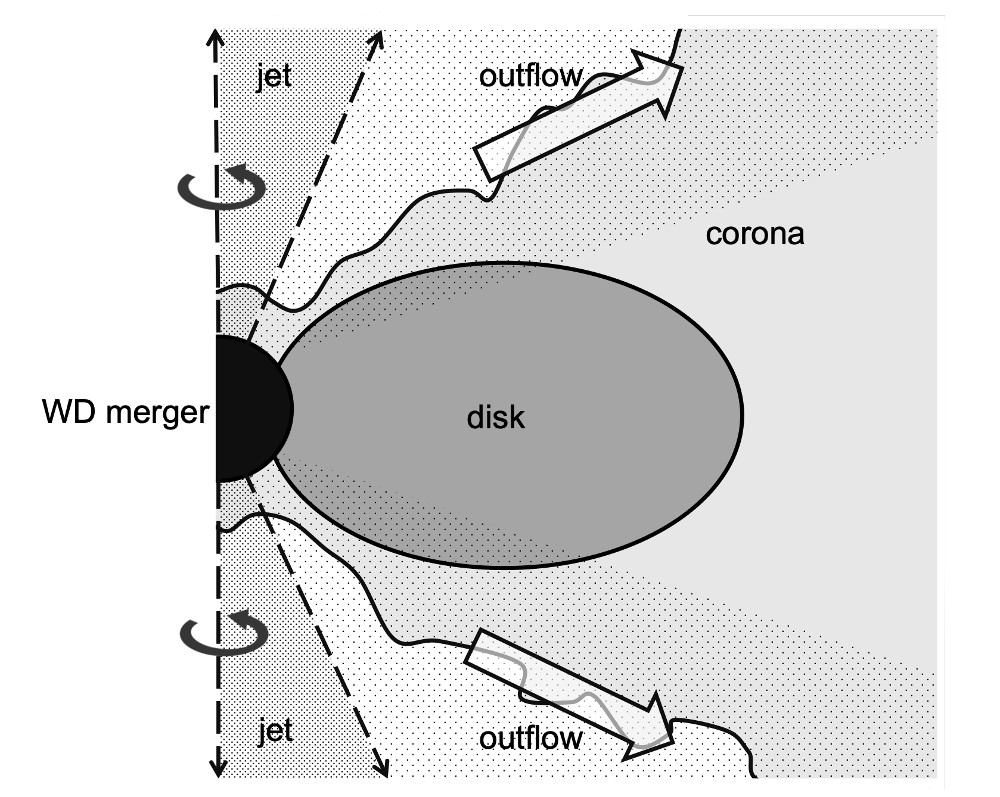 jet
outflow
corona
WD merger
disk
jet
outflow